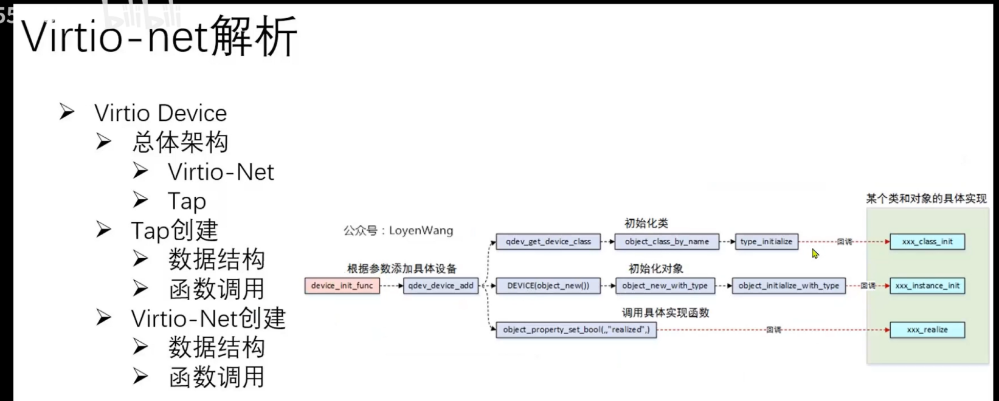 55
bilibili
Virtio-net解析
Virtio Device
总体架构
Virtio-Net
Tap
Tap创建
数据结构
函数调用
Virtio-Net创建
数据结构
函数调用
公众号：LoyenWang
某个类和对象的具体实现
初始化类
qdev_get_device_class
object_class_by_name
type_initialize
回调
xxx_class_init
根据参数添加具体设备
初始化对象
device_init_func
qdev_device_add
DEVICE(object_new())
object_new_with_type
object_initialize_with_type
回调
xxx_instance_init
调用具体实现函数
object_property_set_bool(,,"realized",)
回调
xxx_realize